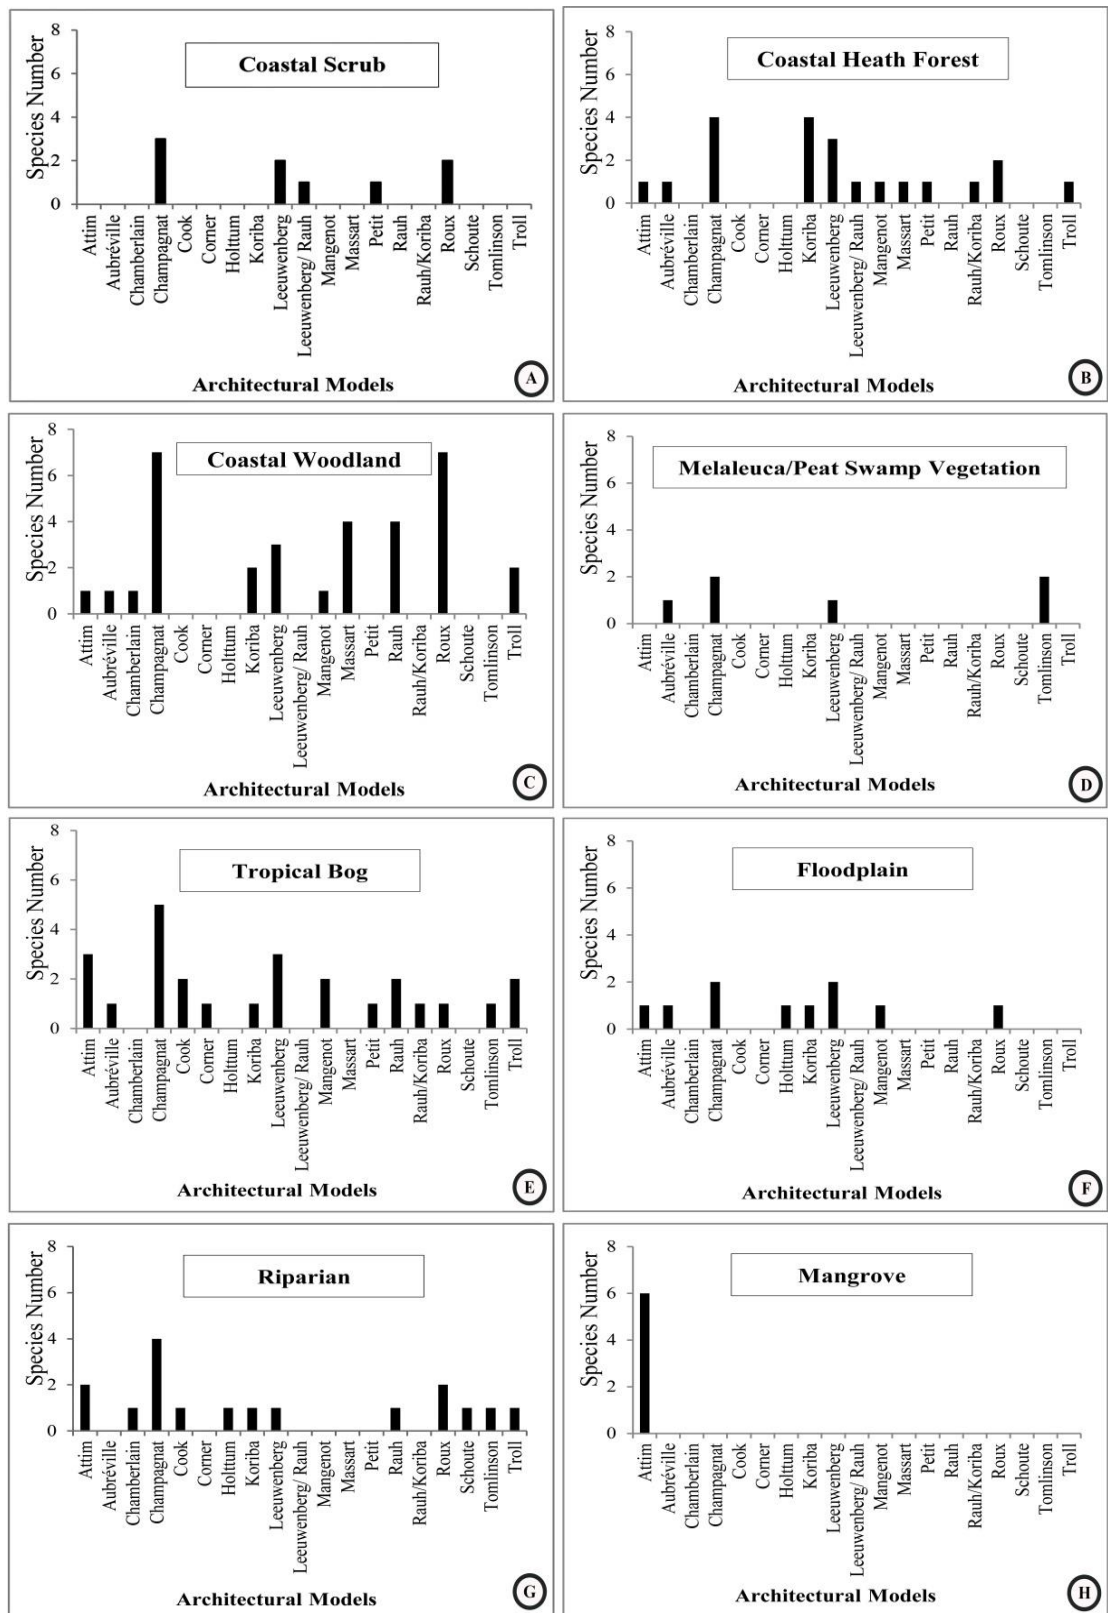 Coastal Scrub
Species Number
8
6
4
2
0
Attim
Aubréville
Chamberlain
Champagnat
Cook
Corner
Holttum
Koriba
Leeuwenberg
Leeuwenberg/ Rauh
Mangenot
Massart
Petit
Rauh
Rauh/Koriba
Roux
Schoute
Tomlinson
Troll
Architectural Models
A
Coastal Heath Forest
Species Number
8
6
4
2
0
Attim
Aubréville
Chamberlain
Champagnat
Cook
Corner
Holttum
Koriba
Leeuwenberg
Leeuwenberg/ Rauh
Mangenot
Massart
Petit
Rauh
Rauh/Koriba
Roux
Schoute
Tomlinson
Troll
Architectural Models
B
Coastal Woodland
Species Number
8
6
4
2
0
Attim
Aubréville
Chamberlain
Champagnat
Cook
Corner
Holttum
Koriba
Leeuwenberg
Leeuwenberg/ Rauh
Mangenot
Massart
Petit
Rauh
Rauh/Koriba
Roux
Schoute
Tomlinson
Troll
Architectural Models
C
Melaleuca/Peat Swamp Vegetation
Species Number
8
6
4
2
0
Attim
Aubréville
Chamberlain
Champagnat
Cook
Corner
Holttum
Koriba
Leeuwenberg
Leeuwenberg/ Rauh
Mangenot
Massart
Petit
Rauh
Rauh/Koriba
Roux
Schoute
Tomlinson
Troll
Architectural Models
D
Tropical Bog
Species Number
8
6
4
2
0
Attim
Aubréville
Chamberlain
Champagnat
Cook
Corner
Holttum
Koriba
Leeuwenberg
Leeuwenberg/ Rauh
Mangenot
Massart
Petit
Rauh
Rauh/Koriba
Roux
Schoute
Tomlinson
Troll
Architectural Models
E
Floodplain
Species Number
8
6
4
2
0
Attim
Aubréville
Chamberlain
Champagnat
Cook
Corner
Holttum
Koriba
Leeuwenberg
Leeuwenberg/ Rauh
Mangenot
Massart
Petit
Rauh
Rauh/Koriba
Roux
Schoute
Tomlinson
Troll
Architectural Models
F
Riparian
Species Number
8
6
4
2
0
Attim
Aubréville
Chamberlain
Champagnat
Cook
Corner
Holttum
Koriba
Leeuwenberg
Leeuwenberg/ Rauh
Mangenot
Massart
Petit
Rauh
Rauh/Koriba
Roux
Schoute
Tomlinson
Troll
Architectural Models
G
Mangrove
Species Number
8
6
4
2
0
Attim
Aubréville
Chamberlain
Champagnat
Cook
Corner
Holttum
Koriba
Leeuwenberg
Leeuwenberg/ Rauh
Mangenot
Massart
Petit
Rauh
Rauh/Koriba
Roux
Schoute
Tomlinson
Troll
Architectural Models
H